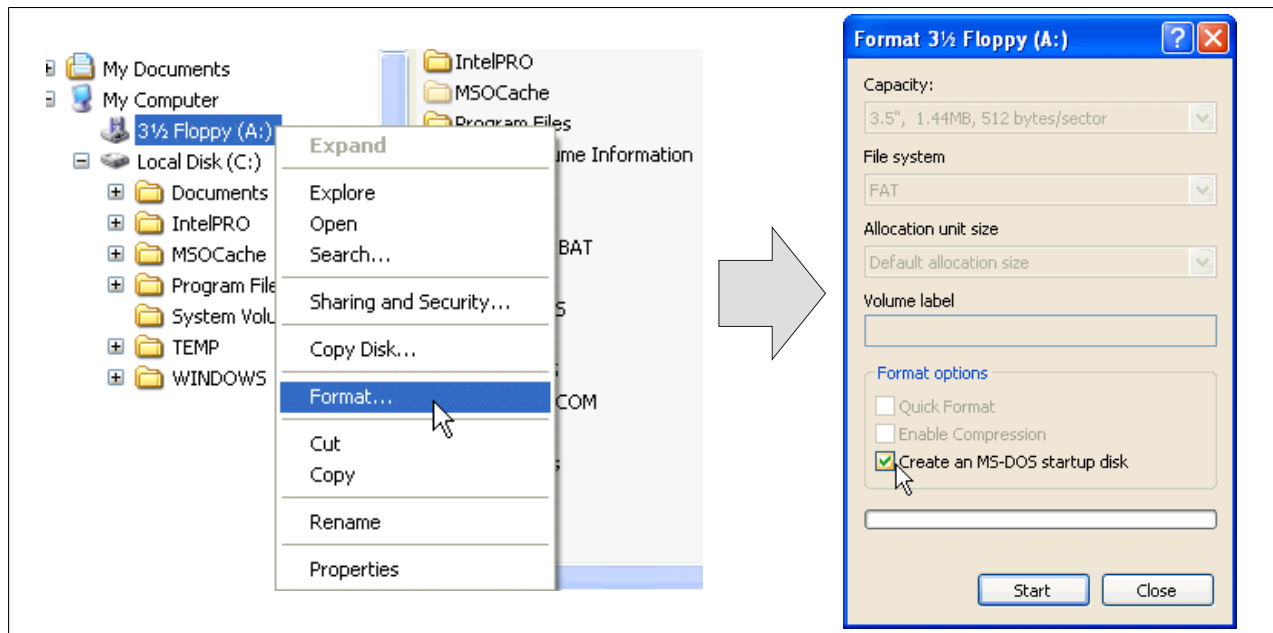 My Documents
My Computer
3½ Floppy (A:)
Local Disk (C:)
Documents
IntelPRO
MSOCache
Program File
System Volu
TEMP
WINDOWS
IntelPRO
MSOCache
Program Files
ume Information
BAT
S
COM
Expand
Explore
Open
Search...
Sharing and Security...
Copy Disk...
Format...
Cut
Copy
Rename
Properties
Format 3½ Floppy (A:)
Capacity:
3.5", 1.44MB, 512 bytes/sector
File system
FAT
Allocation unit size
Default allocation size
Volume label
Format options
Quick Format
Enable Compression
Create an MS-DOS startup disk
Start
Close